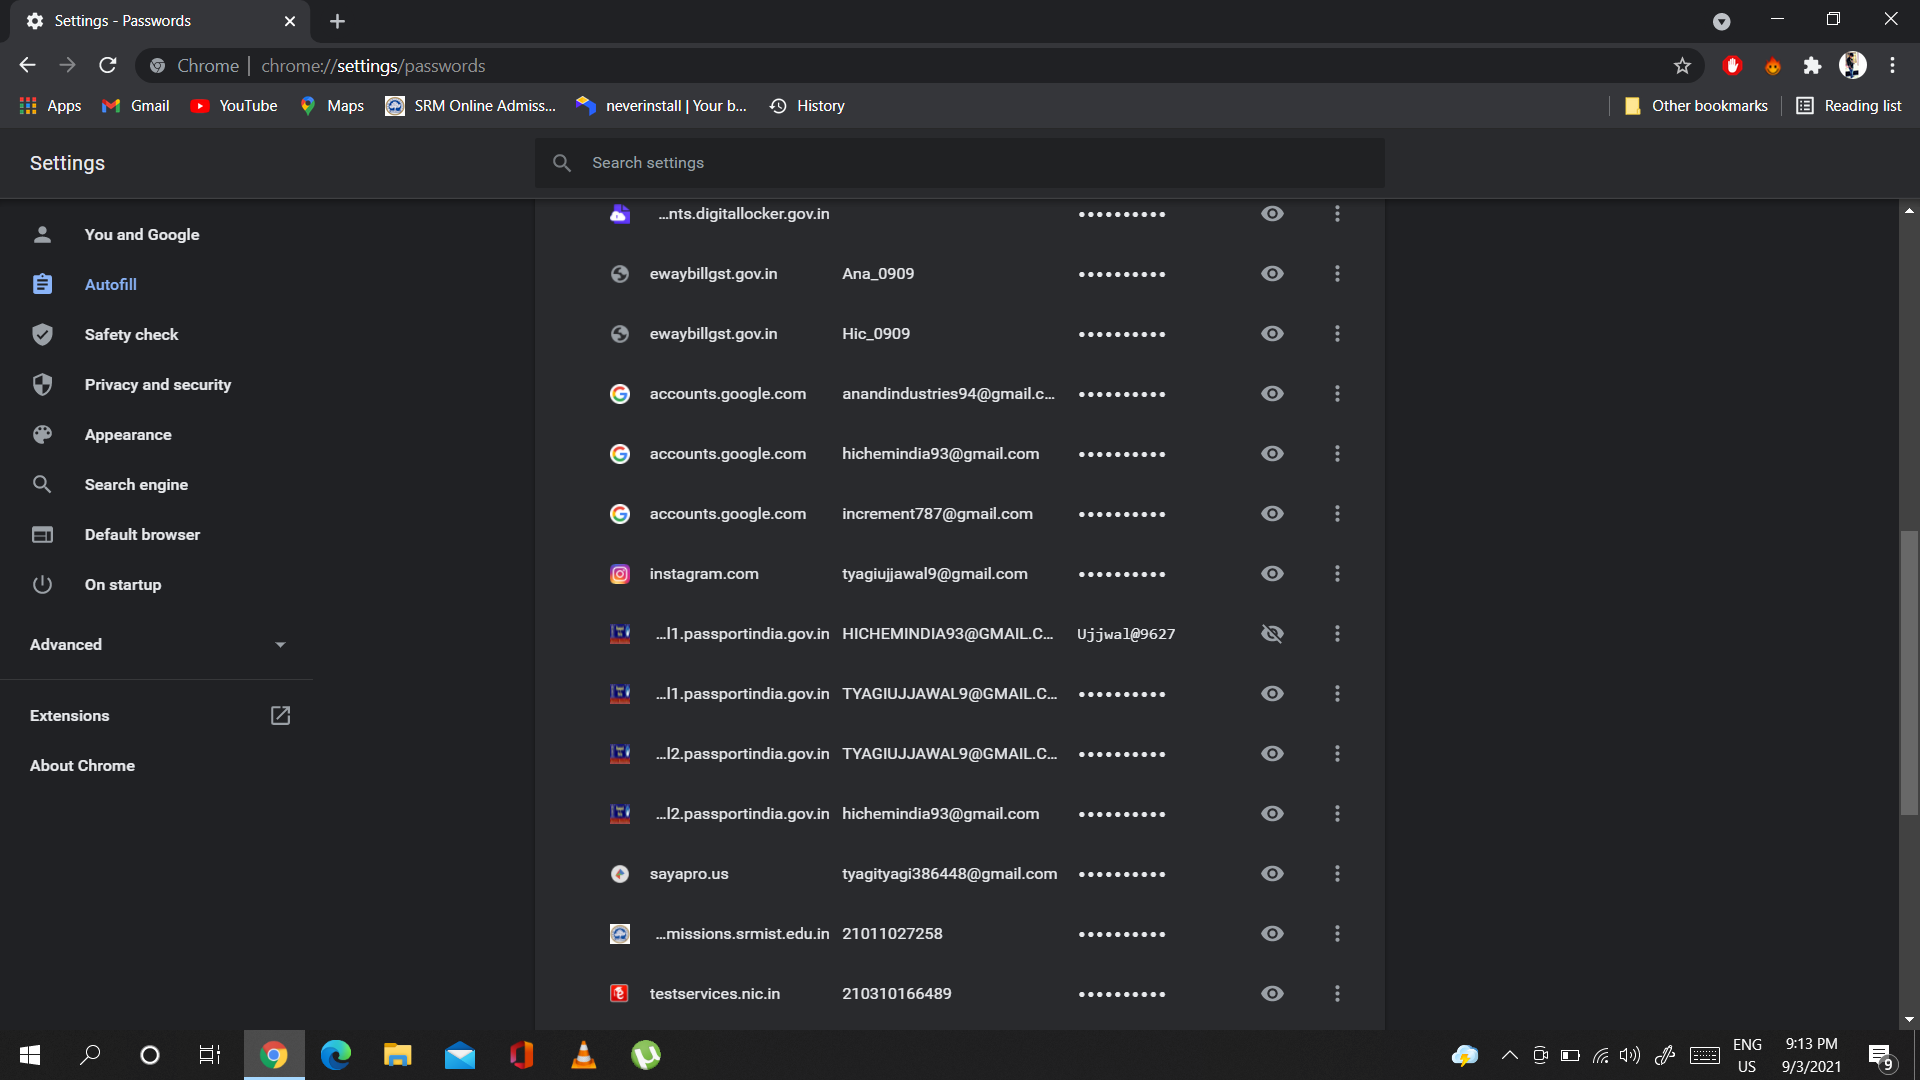 Settings - Passwords
Chrome | chrome://settings/passwords
Apps Gmail YouTube Maps SRM Online Admiss... neverinstall | Your b... History Other bookmarks Reading list
Settings
Search settings
You and Google
Autofill
Safety check
Privacy and security
Appearance
Search engine
Default browser
On startup
Advanced
Extensions
About Chrome
...nts.digitallocker.gov.in ••••••••••
ewaybillgst.gov.in Ana_0909 ••••••••••
ewaybillgst.gov.in Hic_0909 ••••••••••
accounts.google.com anandindustries94@gmail.c... ••••••••••
accounts.google.com hichemindia93@gmail.com ••••••••••
accounts.google.com increment787@gmail.com ••••••••••
instagram.com tyagiujjawal9@gmail.com ••••••••••
...l1.passportindia.gov.in HICHEMINDIA93@GMAIL.C... Ujjwal@9627
...l1.passportindia.gov.in TYAGIUJJAWAL9@GMAIL.C... ••••••••••
...l2.passportindia.gov.in TYAGIUJJAWAL9@GMAIL.C... ••••••••••
...l2.passportindia.gov.in hichemindia93@gmail.com ••••••••••
sayapro.us tyagityagi386448@gmail.com ••••••••••
...missions.srmist.edu.in 21011027258 ••••••••••
testservices.nic.in 210310166489 ••••••••••
ENG 9:13 PM
US 9/3/2021 9